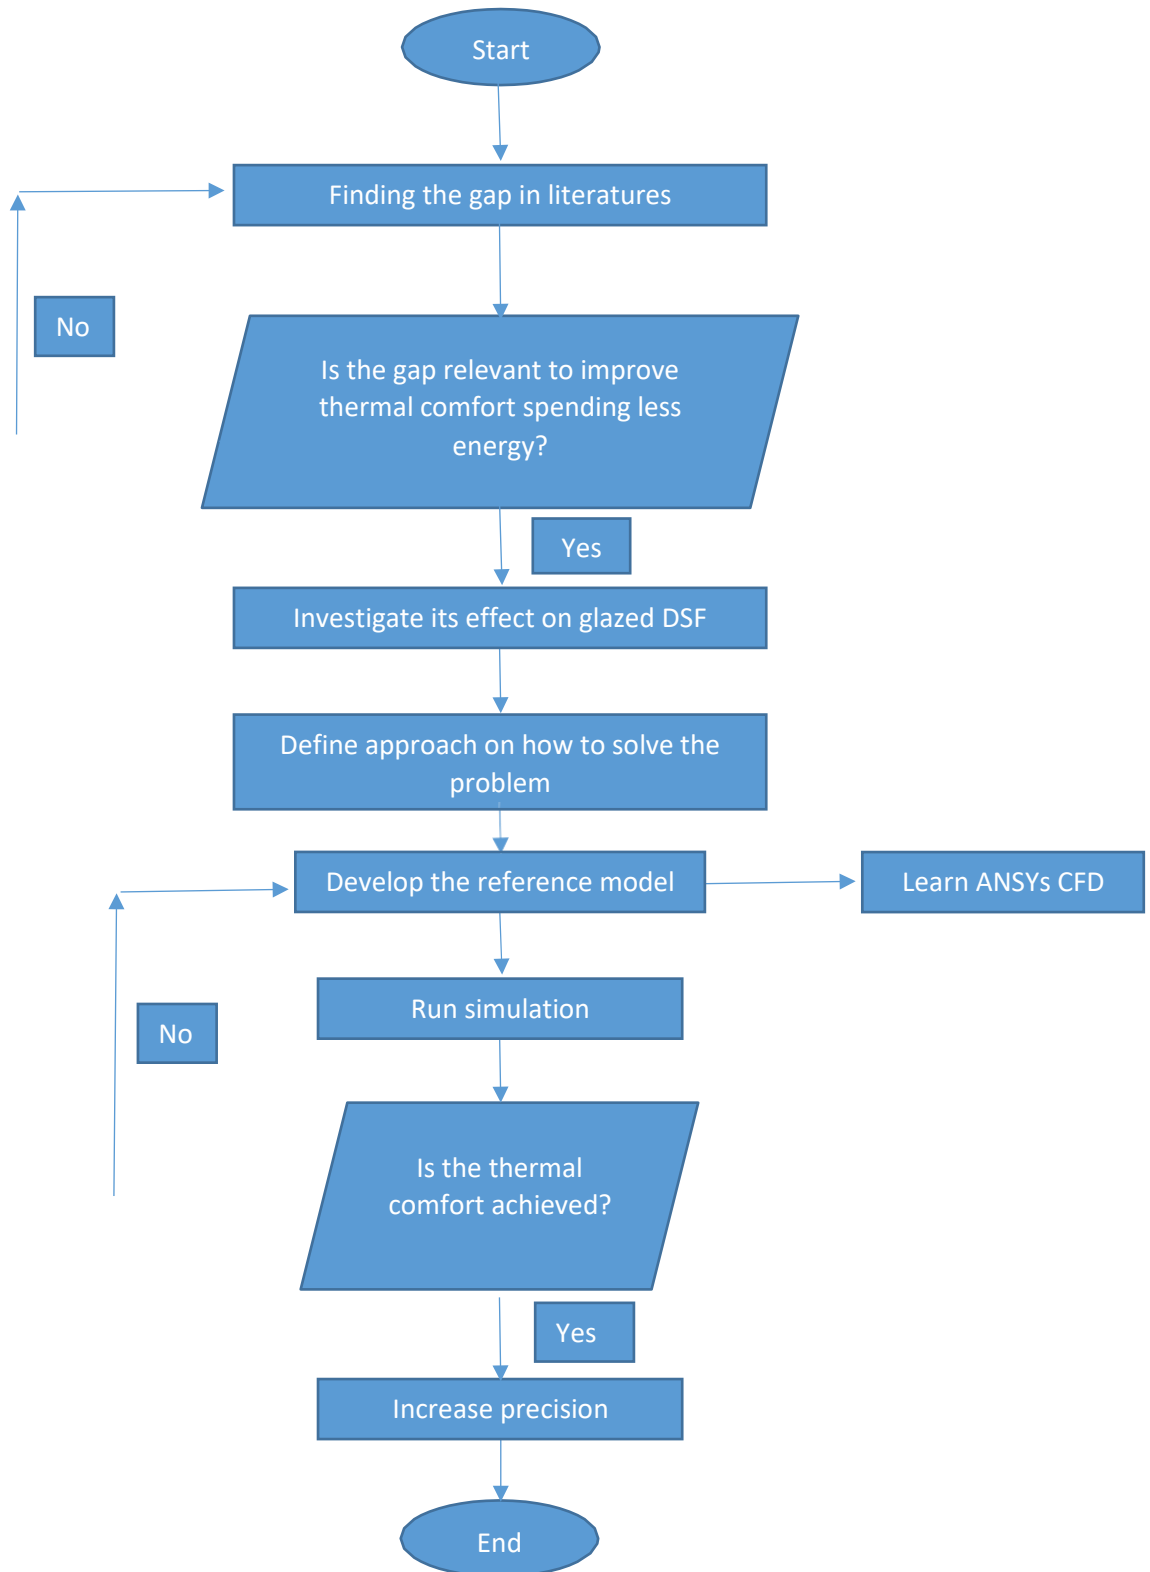 Start
Finding the gap in literatures
No
Is the gap relevant to improve
thermal comfort spending less
energy?
Yes
Investigate its effect on glazed DSF
Define approach on how to solve the
problem
Develop the reference model
Learn ANSYs CFD
Run simulation
No
Is the thermal
comfort achieved?
Yes
Increase precision
End